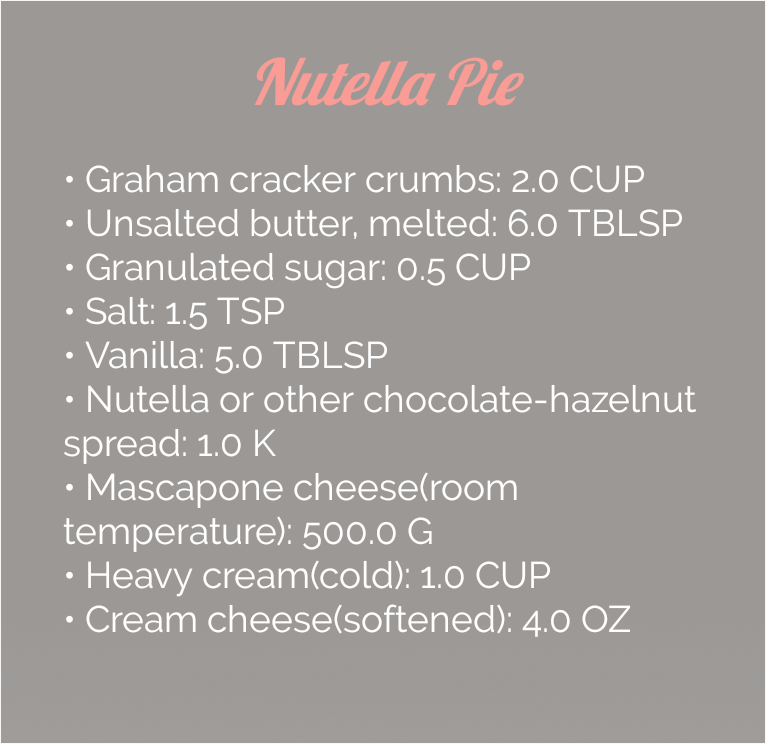 Nutella Pie
• Graham cracker crumbs: 2.0 CUP
• Unsalted butter, melted: 6.0 TBLSP
• Granulated sugar: 0.5 CUP
• Salt: 1.5 TSP
• Vanilla: 5.0 TBLSP
• Nutella or other chocolate-hazelnut
spread: 1.0 K
• Mascapone cheese(room
temperature): 500.0 G
• Heavy cream(cold): 1.0 CUP
• Cream cheese(softened): 4.0 OZ